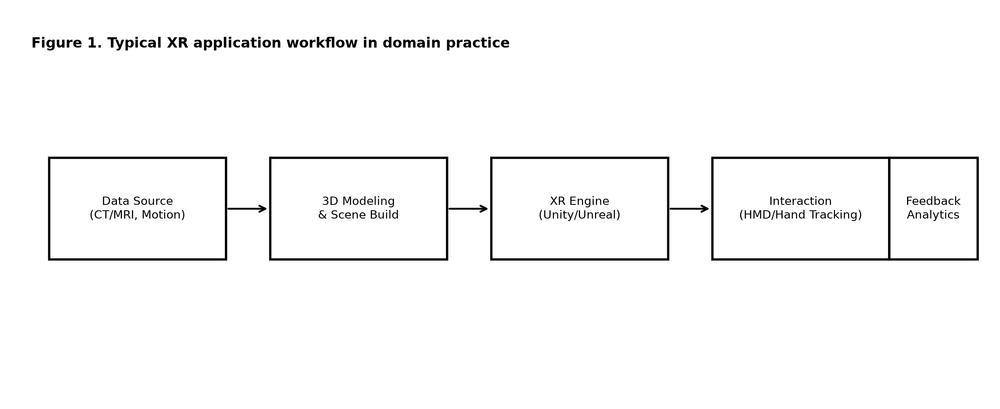 Figure 1. Typical XR application workflow in domain practice
Data Source
(CT/MRI, Motion)
3D Modeling
& Scene Build
XR Engine
(Unity/Unreal)
Interaction
(HMD/Hand Tracking)
Feedback
Analytics